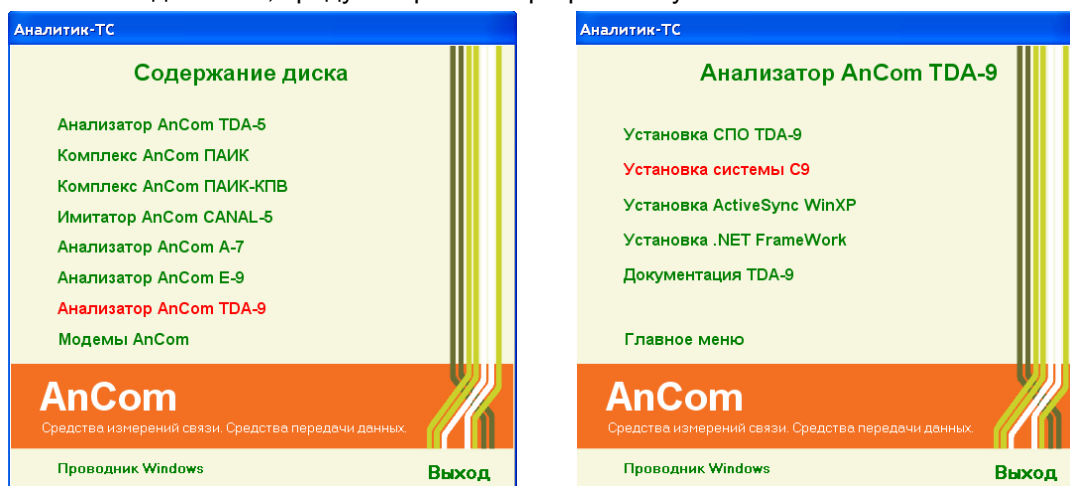 Аналитик-ТС
Содержание диска
Анализатор AnCom TDA-5
Комплекс AnCom ПАИК
Комплекс AnCom ПАИК-КПВ
Имитатор AnCom CANAL-5
Анализатор AnCom A-7
Анализатор AnCom E-9
Анализатор AnCom TDA-9
Модемы AnCom
AnCom
Средства измерений связи. Средства передачи данных.
Проводник Windows
Выход
Аналитик-ТС
Анализатор AnCom TDA-9
Установка СПО TDA-9
Установка системы C9
Установка ActiveSync WinXP
Установка .NET FrameWork
Документация TDA-9
Главное меню
AnCom
Средства измерений связи. Средства передачи данных.
Проводник Windows
Выход